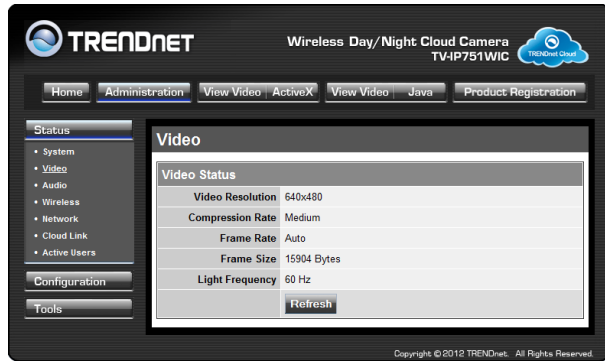 TRENDNET
Wireless Day/Night Cloud Camera
TV-IP751WIC
TRENDnet Cloud
Home Administration View Video ActiveX View Video Java Product Registration
Status
• System
• Video
• Audio
• Wireless
• Network
• Cloud Link
• Active Users
Configuration
Tools
Video
Video Status
Video Resolution 640x480
Compression Rate Medium
Frame Rate Auto
Frame Size 15904 Bytes
Light Frequency 60 Hz
Refresh
Copyright © 2012 TRENDnet. All Rights Reserved.